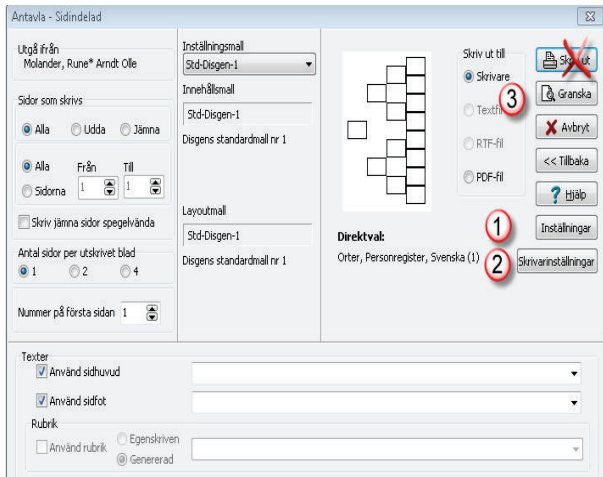 Antavla - Sidindelad
Utgå ifrån
Molander, Rune* Arndt Olle
Sidor som skrivs
Alla Udda Jämna
Alla Från Till
Sidorna 1 1
Skriv jämna sidor spegelvända
Antal sidor per utskrivet blad
1 2 4
Nummer på första sidan 1
Inställningsmall
Std-Disgen-1
Innehållsmall
Std-Disgen-1
Disgens standardmall nr 1
Layoutmall
Std-Disgen-1
Disgens standardmall nr 1
Direktval:
Orter, Personregister, Svenska (1)
Skriv ut till
Skrivare
Textfil
RTF-fil
PDF-fil
Skriv ut
3
Granska
Avbryt
<< Tillbaka
Hjälp
1
Inställningar
2
Skrivarinställningar
Texter
Använd sidhuvud
Använd sidfot
Rubrik
Använd rubrik
Egenskriven
Genererad